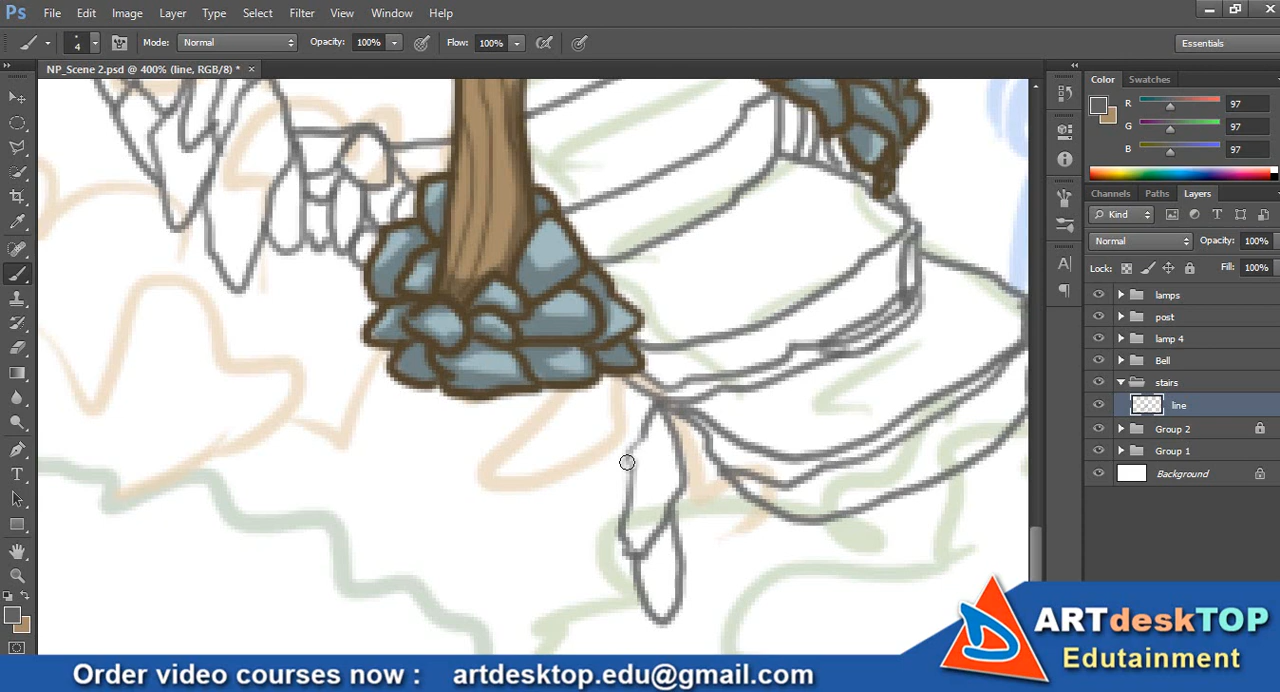 Ps File Edit Image Layer Type Select Filter View Window Help
4 Mode: Normal Opacity: 100% Flow: 100% Essentials
NP_Scene 2.psd @ 400% (line, RGB/8) * ×
Color Swatches
R 97
G 97
B 97
Channels Paths Layers
Kind
Normal Opacity: 100%
Lock: Fill: 100%
lamps
post
lamp 4
Bell
stairs
line
Group 2
Group 1
Background
ARTdeskTOP
Edutainment
Order video courses now : artdesktop.edu@gmail.com